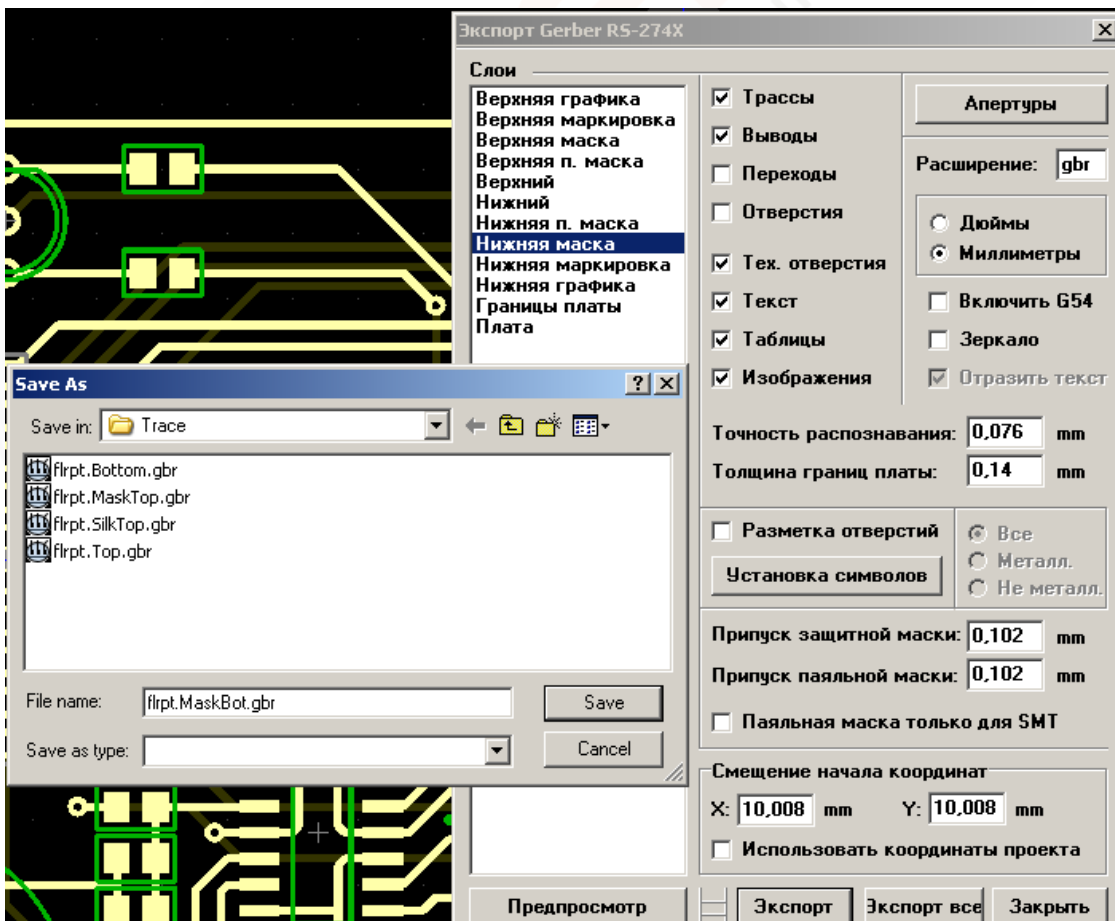 Экспорт Gerber RS-274X
Слои
Верхняя графика
Верхняя маркировка
Верхняя маска
Верхняя п. маска
Верхний
Нижний
Нижняя п. маска
Нижняя маска
Нижняя маркировка
Нижняя графика
Границы платы
Плата
Трассы
Выводы
Переходы
Отверстия
Тех. отверстия
Текст
Таблицы
Изображения
Апертуры
Расширение: gbr
Дюймы
Миллиметры
Включить G54
Зеркало
Отразить текст
Точность распознавания: 0,076 mm
Толщина границ платы: 0,14 mm
Разметка отверстий
Установка символов
Все
Металл.
Не металл.
Припуск защитной маски: 0,102 mm
Припуск паяльной маски: 0,102 mm
Паяльная маска только для SMT
Смещение начала координат
X: 10,008 mm Y: 10,008 mm
Использовать координаты проекта
Предпросмотр
Экспорт
Экспорт все
Закрыть
Save As
Save in: Trace
flrpt.Bottom.gbr
flrpt.MaskTop.gbr
flrpt.SilkTop.gbr
flrpt.Top.gbr
File name: flrpt.MaskBot.gbr
Save
Save as type:
Cancel